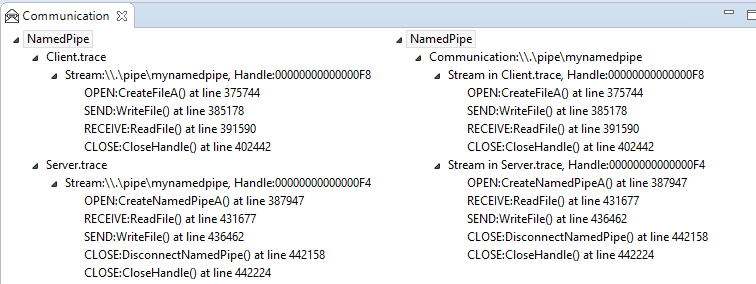 Communication
NamedPipe
Client.trace
Stream:\\.\pipe\mynamedpipe, Handle:00000000000000F8
OPEN:CreateFileA() at line 375744
SEND:WriteFile() at line 385178
RECEIVE:ReadFile() at line 391590
CLOSE:CloseHandle() at line 402442
Server.trace
Stream:\\.\pipe\mynamedpipe, Handle:00000000000000F4
OPEN:CreateNamedPipeA() at line 387947
RECEIVE:ReadFile() at line 431677
SEND:WriteFile() at line 436462
CLOSE:DisconnectNamedPipe() at line 442158
CLOSE:CloseHandle() at line 442224
NamedPipe
Communication:\\.\pipe\mynamedpipe
Stream in Client.trace, Handle:00000000000000F8
OPEN:CreateFileA() at line 375744
SEND:WriteFile() at line 385178
RECEIVE:ReadFile() at line 391590
CLOSE:CloseHandle() at line 402442
Stream in Server.trace, Handle:00000000000000F4
OPEN:CreateNamedPipeA() at line 387947
RECEIVE:ReadFile() at line 431677
SEND:WriteFile() at line 436462
CLOSE:DisconnectNamedPipe() at line 442158
CLOSE:CloseHandle() at line 442224